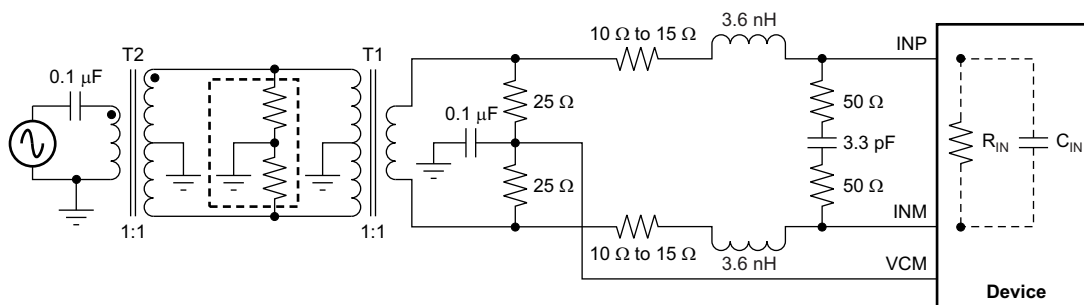 3.6 nH
10 Ω to 15 Ω
T2
T1
INP
0.1 μF
25 Ω
0.1 μF
50 Ω
3.3 pF
R_IN
C_IN
25 Ω
50 Ω
INM
1:1
1:1
10 Ω to 15 Ω
3.6 nH
VCM
Device